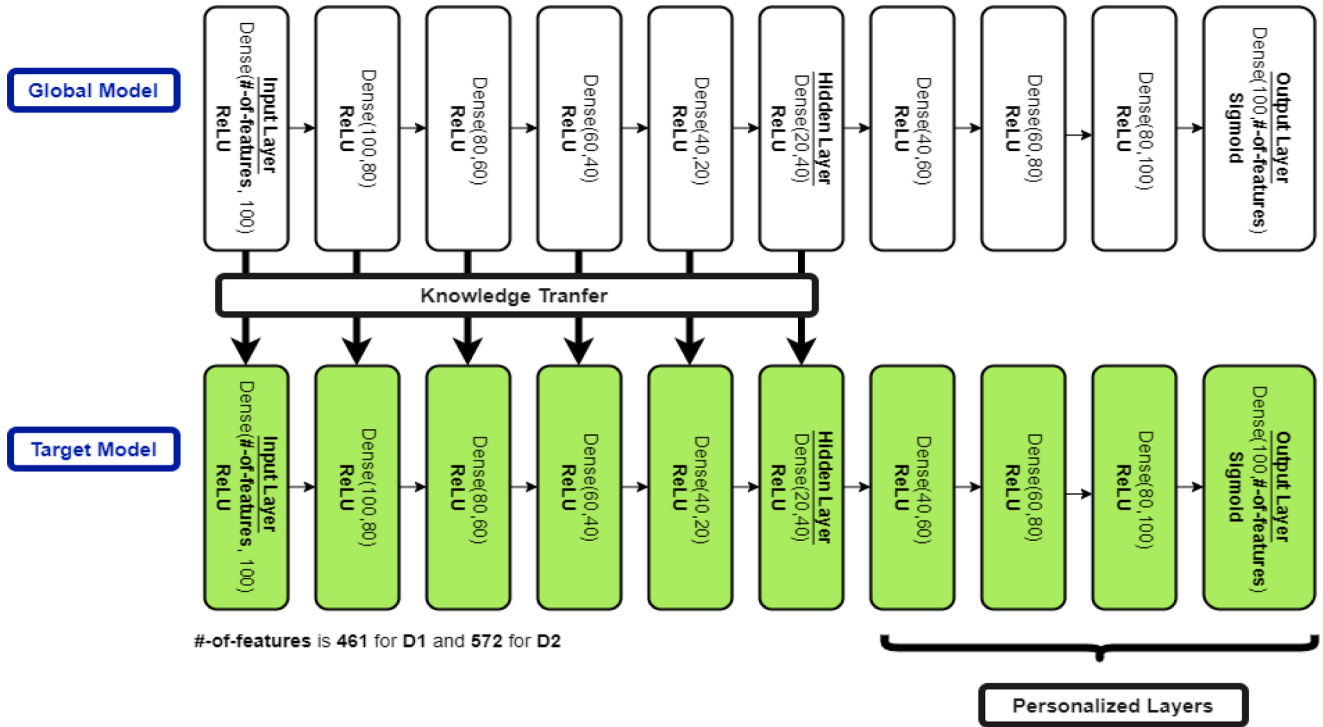 Global Model
Input Layer
Dense(#-of-features, 100)
ReLU
Dense(100,80)
ReLU
Dense(80,60)
ReLU
Dense(60,40)
ReLU
Dense(40,20)
ReLU
Hidden Layer
Dense(20,40)
ReLU
Dense(40,60)
ReLU
Dense(60,80)
ReLU
Dense(80,100)
ReLU
Output Layer
Dense(100,#-of-features)
Sigmoid
Knowledge Tranfer
Target Model
Input Layer
Dense(#-of-features, 100)
ReLU
Dense(100,80)
ReLU
Dense(80,60)
ReLU
Dense(60,40)
ReLU
Dense(40,20)
ReLU
Hidden Layer
Dense(20,40)
ReLU
Dense(40,60)
ReLU
Dense(60,80)
ReLU
Dense(80,100)
ReLU
Output Layer
Dense(100,#-of-features)
Sigmoid
#-of-features is 461 for D1 and 572 for D2
Personalized Layers